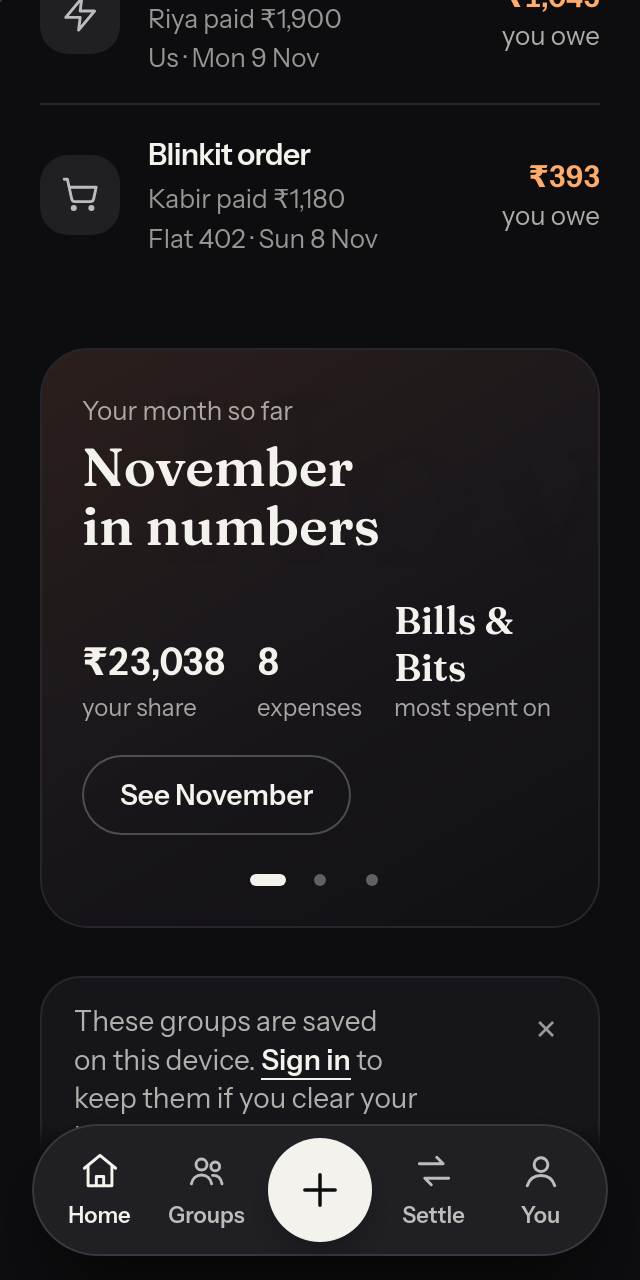 Riya paid ₹1,900
you owe
Us · Mon 9 Nov
Blinkit order
₹393
Kabir paid ₹1,180
you owe
Flat 402 · Sun 8 Nov
Your month so far
November
in numbers
₹23,038
your share
8
expenses
Bills &
Bits
most spent on
See November
These groups are saved
on this device. Sign in to
keep them if you clear your
Home
Groups
Settle
You